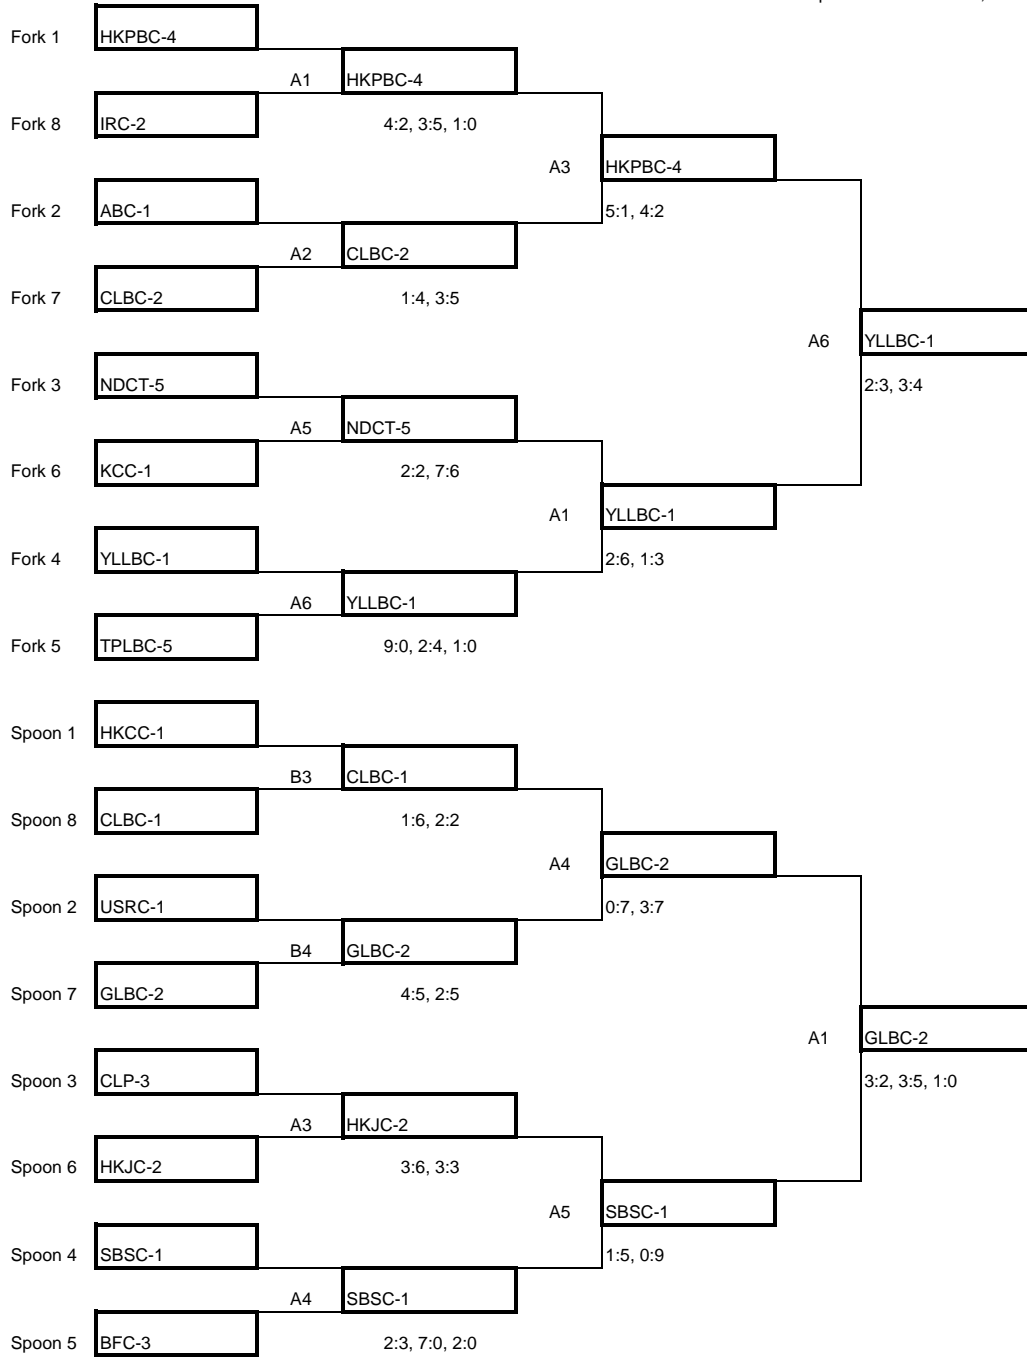 Fork 1 HKPBC-4
A1 HKPBC-4
Fork 8 IRC-2 4:2, 3:5, 1:0
A3 HKPBC-4
Fork 2 ABC-1 5:1, 4:2
A2 CLBC-2
Fork 7 CLBC-2 1:4, 3:5
A6 YLLBC-1
Fork 3 NDCT-5 2:3, 3:4
A5 NDCT-5
Fork 6 KCC-1 2:2, 7:6
A1 YLLBC-1
Fork 4 YLLBC-1 2:6, 1:3
A6 YLLBC-1
Fork 5 TPLBC-5 9:0, 2:4, 1:0
Spoon 1 HKCC-1
B3 CLBC-1
Spoon 8 CLBC-1 1:6, 2:2
A4 GLBC-2
Spoon 2 USRC-1 0:7, 3:7
B4 GLBC-2
Spoon 7 GLBC-2 4:5, 2:5
A1 GLBC-2
Spoon 3 CLP-3 3:2, 3:5, 1:0
A3 HKJC-2
Spoon 6 HKJC-2 3:6, 3:3
A5 SBSC-1
Spoon 4 SBSC-1 1:5, 0:9
A4 SBSC-1
Spoon 5 BFC-3 2:3, 7:0, 2:0